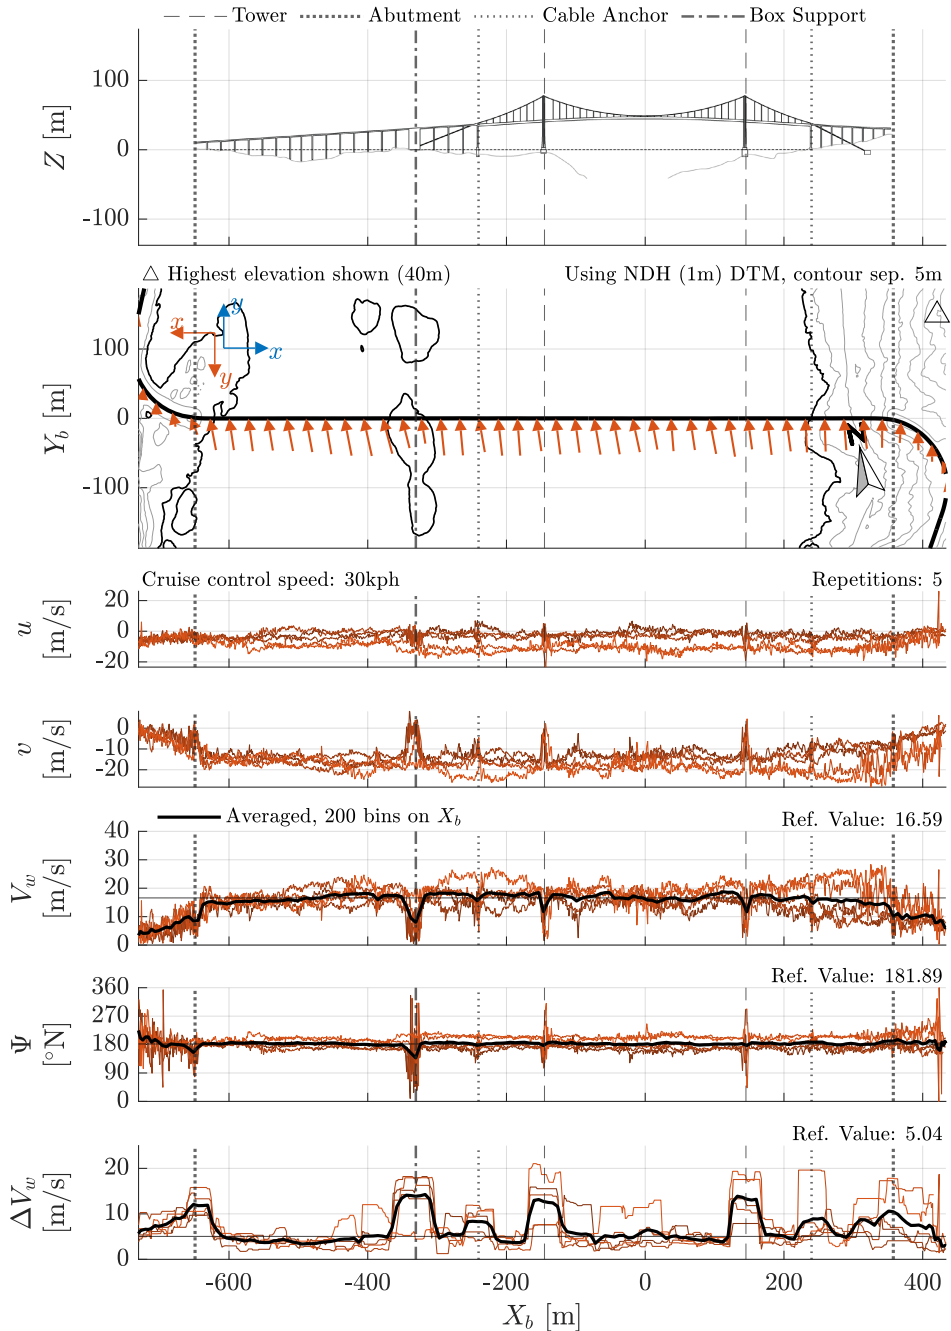 Tower Abutment Cable Anchor Box Support
100
0
-100
Z [m]
△ Highest elevation shown (40m) Using NDH (1m) DTM, contour sep. 5m
y
x
x
y
N
100
0
-100
Y_b [m]
Cruise control speed: 30kph Repetitions: 5
20
0
-20
u
[m/s]
0
-10
-20
v
[m/s]
Averaged, 200 bins on X_b Ref. Value: 16.59
40
30
20
10
0
V_w
[m/s]
Ref. Value: 181.89
360
270
180
90
0
Ψ
[°N]
Ref. Value: 5.04
20
10
0
ΔV_w
[m/s]
-600 -400 -200 0 200 400
X_b [m]